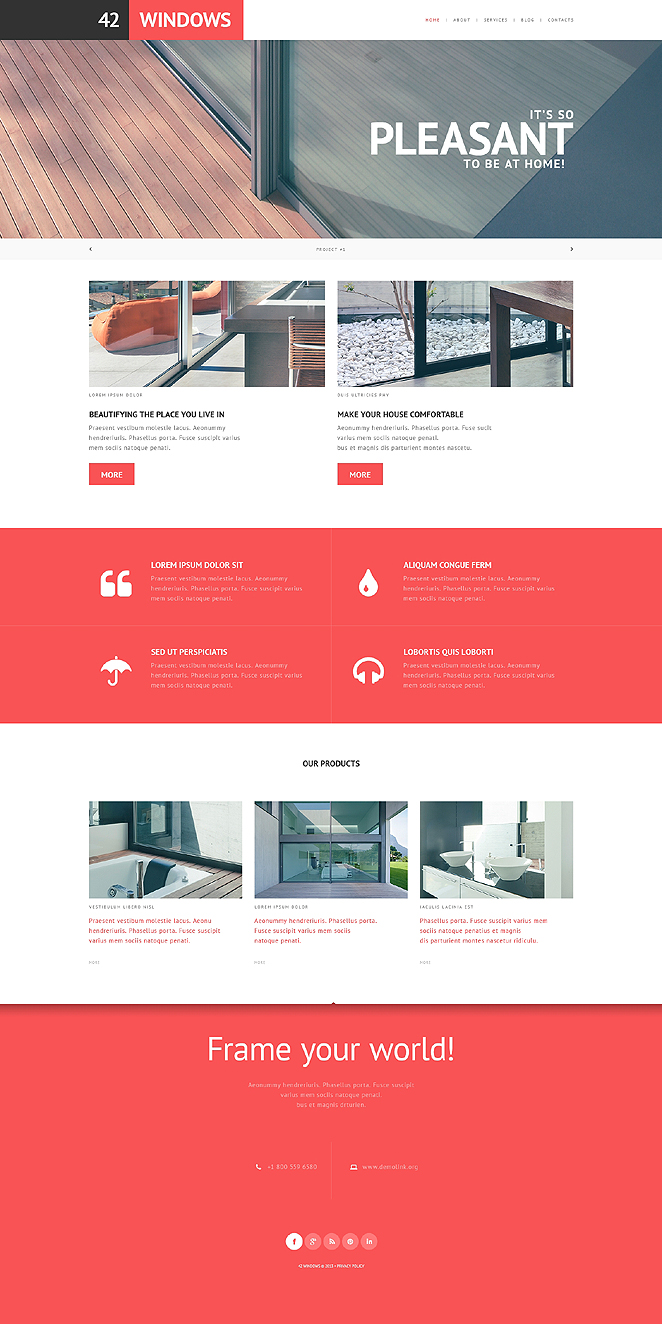 42 WINDOWS
HOME | ABOUT | SERVICES | BLOG | CONTACTS
IT'S SO
PLEASANT
TO BE AT HOME!
PROJECT #1
LOREM IPSUM DOLOR
BEAUTIFYING THE PLACE YOU LIVE IN
Praesent vestibum molestie lacus. Aeonummy
hendreriuris. Phasellus porta. Fusce suscipit varius
mem sociis natoque penati.
MORE
DUIS ULTRICIES PHY
MAKE YOUR HOUSE COMFORTABLE
Aeonummy hendreriuris. Phasellus porta. Fuse sucit
varius mem sociis natoque penati.
bus et magnis dis parturient montes nascetu.
MORE
LOREM IPSUM DOLOR SIT
Praesent vestibum molestie lacus. Aeonummy
hendreriuris. Phasellus porta. Fusce suscipit varius
mem sociis natoque penati.
ALIQUAM CONGUE FERM
Praesent vestibum molestie lacus. Aeonummy
hendreriuris. Phasellus porta. Fusce suscipit varius
mem sociis natoque penati.
SED UT PERSPICIATIS
Praesent vestibum molestie lacus. Aeonummy
hendreriuris. Phasellus porta. Fusce suscipit varius
mem sociis natoque penati.
LOBORTIS QUIS LOBORTI
Praesent vestibum molestie lacus. Aeonummy
hendreriuris. Phasellus porta. Fusce suscipit varius
mem sociis natoque penati.
OUR PRODUCTS
VESTIBULUM LIBERO NISL
Praesent vestibum molestie lacus. Aeonu
hendreriuris. Phasellus porta. Fusce suscipit
varius mem sociis natoque penati.
MORE
LOREM IPSUM DOLOR
Aeonummy hendreriuris. Phasellus porta.
Fusce suscipit varius mem sociis
natoque penati.
MORE
IACULIS LACINIA EST
Phasellus porta. Fusce suscipit varius mem
sociis natoque penatius et magnis
dis parturient montes nascetur ridiculu.
MORE
Frame your world!
Aeonummy hendreriuris. Phasellus porta. Fusce suscipit
varius mem sociis natoque penati.
bus et magnis drturien.
+1 800 559 6580
www.demolink.org
42 WINDOWS © 2013 • PRIVACY POLICY